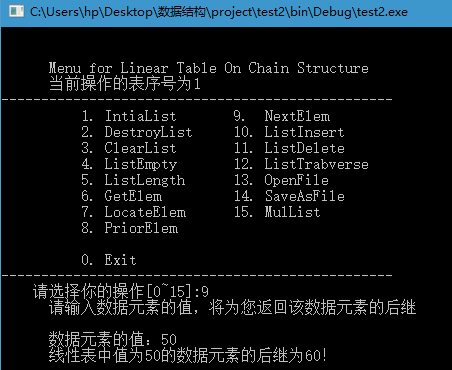 C:\Users\hp\Desktop\数据结构\project\test2\bin\Debug\test2.exe
Menu for Linear Table On Chain Structure
当前操作的表序号为1
-------------------------------------------------
1. IntiaList 9. NextElem
2. DestroyList 10. ListInsert
3. ClearList 11. ListDelete
4. ListEmpty 12. ListTrabverse
5. ListLength 13. OpenFile
6. GetElem 14. SaveAsFile
7. LocateElem 15. MulList
8. PriorElem
0. Exit
-------------------------------------------------
请选择你的操作[0~15]:9
请输入数据元素的值，将为您返回该数据元素的后继
数据元素的值：50
线性表中值为50的数据元素的后继为60!